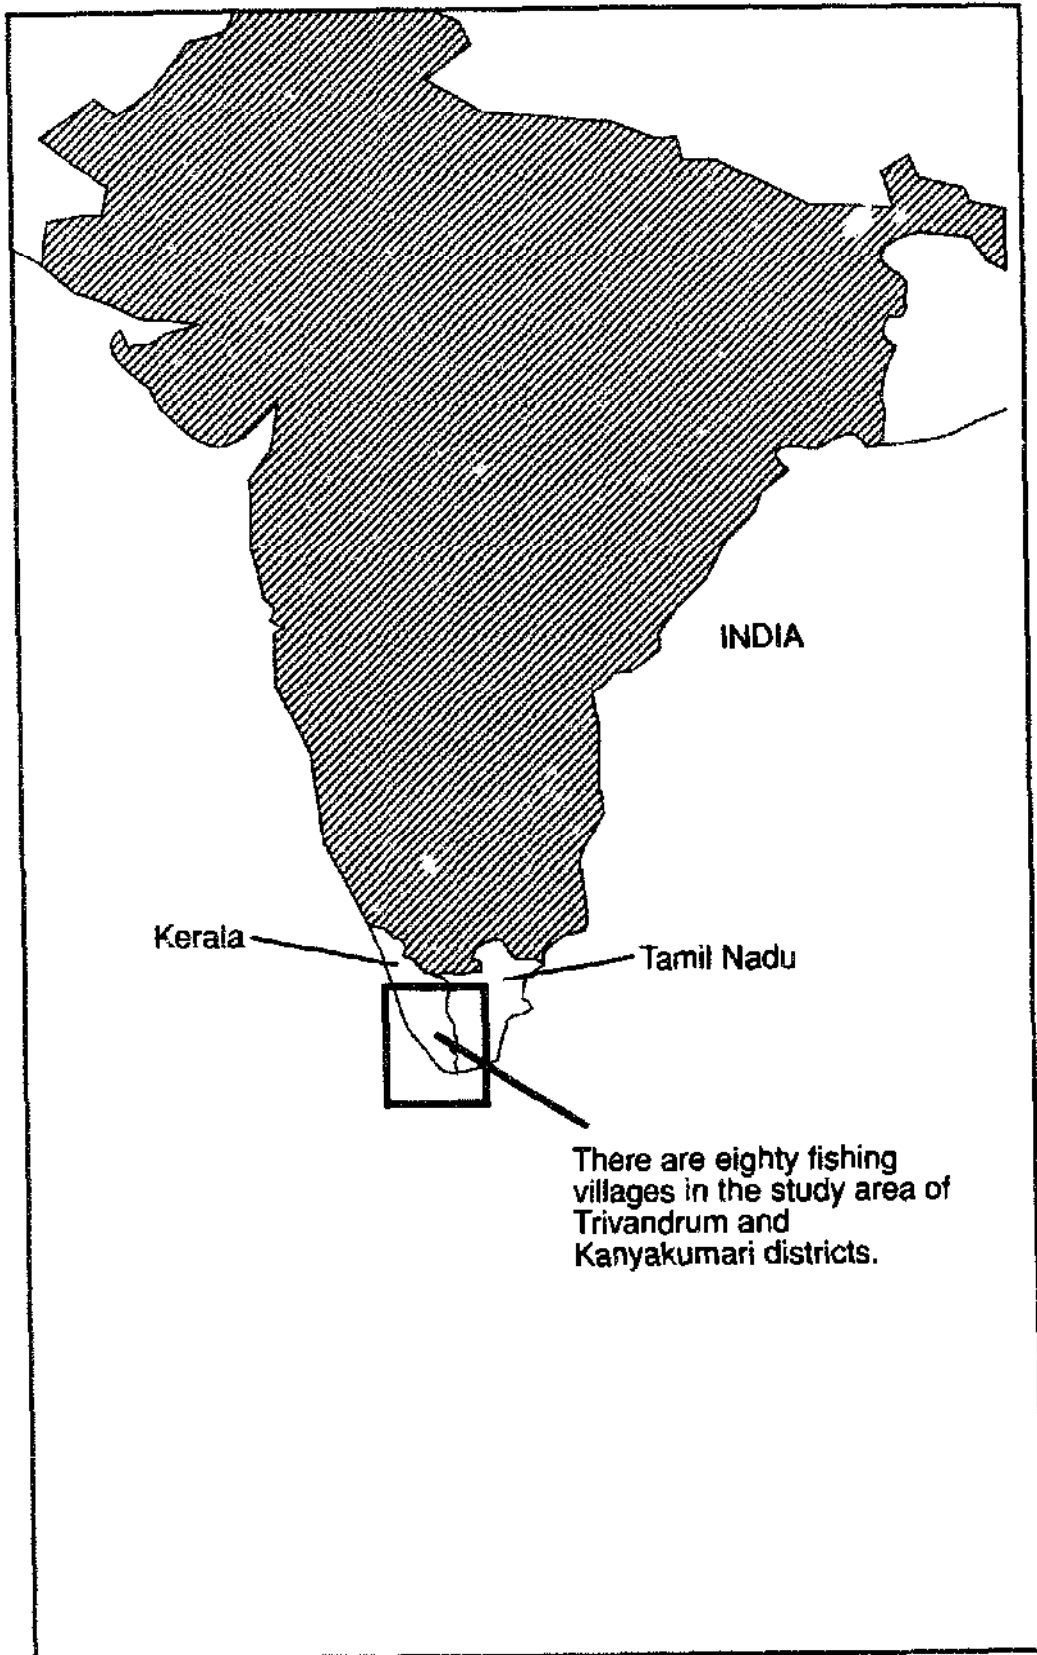 INDIA
Kerala
Tamil Nadu
There are eighty fishing
villages in the study area of
Trivandrum and
Kanyakumari districts.